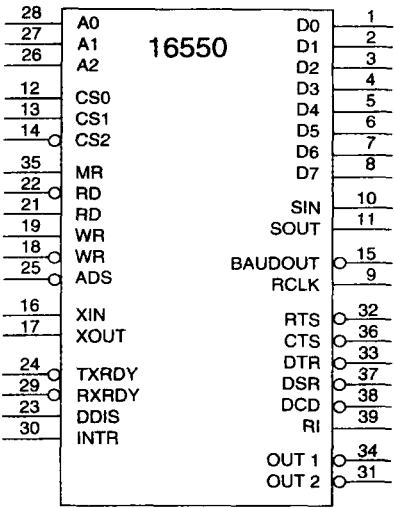 16550
28 A0
27 A1
26 A2
12 CS0
13 CS1
14 CS2
35 MR
22 RD
21 RD
19 WR
18 WR
25 ADS
16 XIN
17 XOUT
24 TXRDY
29 RXRDY
23 DDIS
30 INTR
D0 1
D1 2
D2 3
D3 4
D4 5
D5 6
D6 7
D7 8
SIN 10
SOUT 11
BAUDOUT 15
RCLK 9
RTS 32
CTS 36
DTR 33
DSR 37
DCD 38
RI 39
OUT 1 34
OUT 2 31